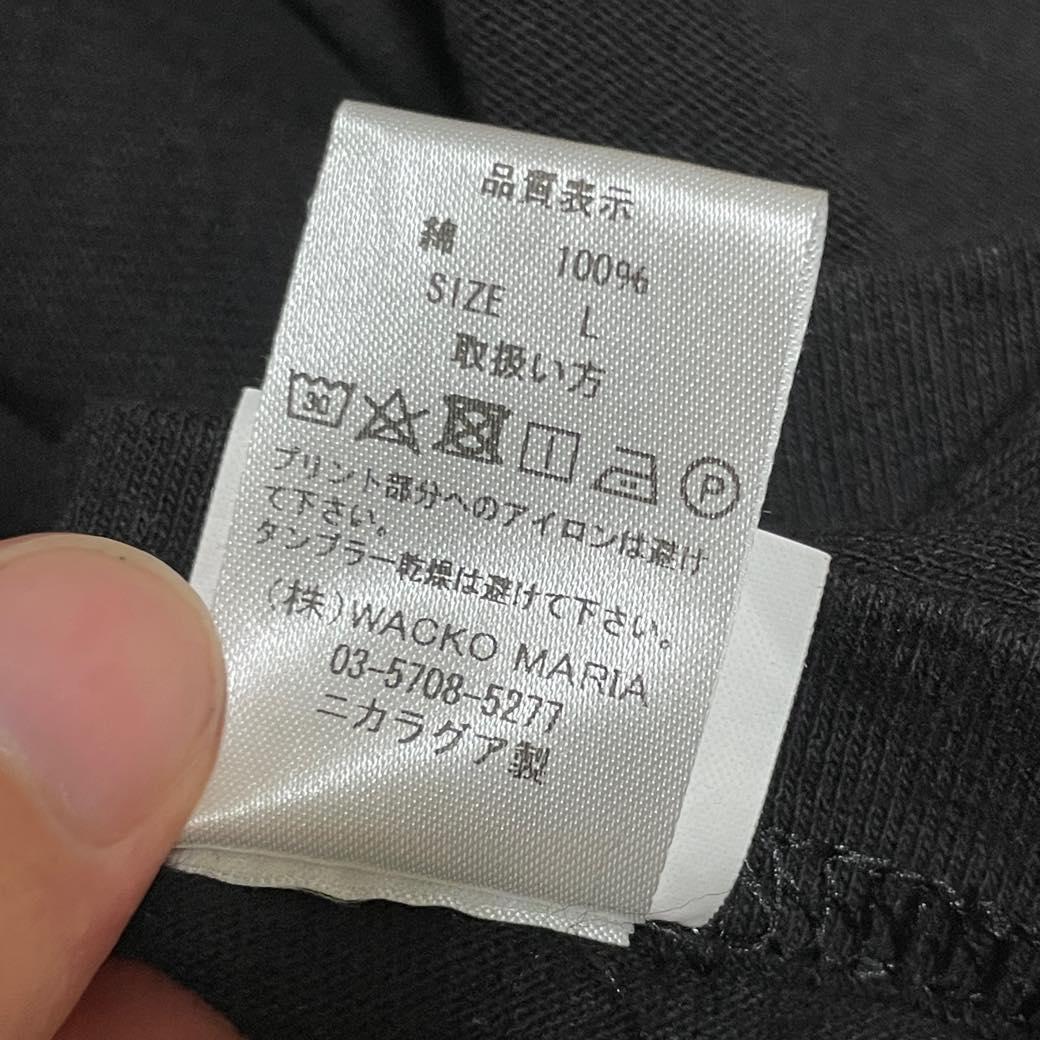 品質表示
綿 100%
SIZE L
取扱い方
30 P
プリント部分へのアイロンは避け
て下さい。
タンブラー乾燥は避けて下さい。
(株)WACKO MARIA
03-5708-5277
ニカラグア製